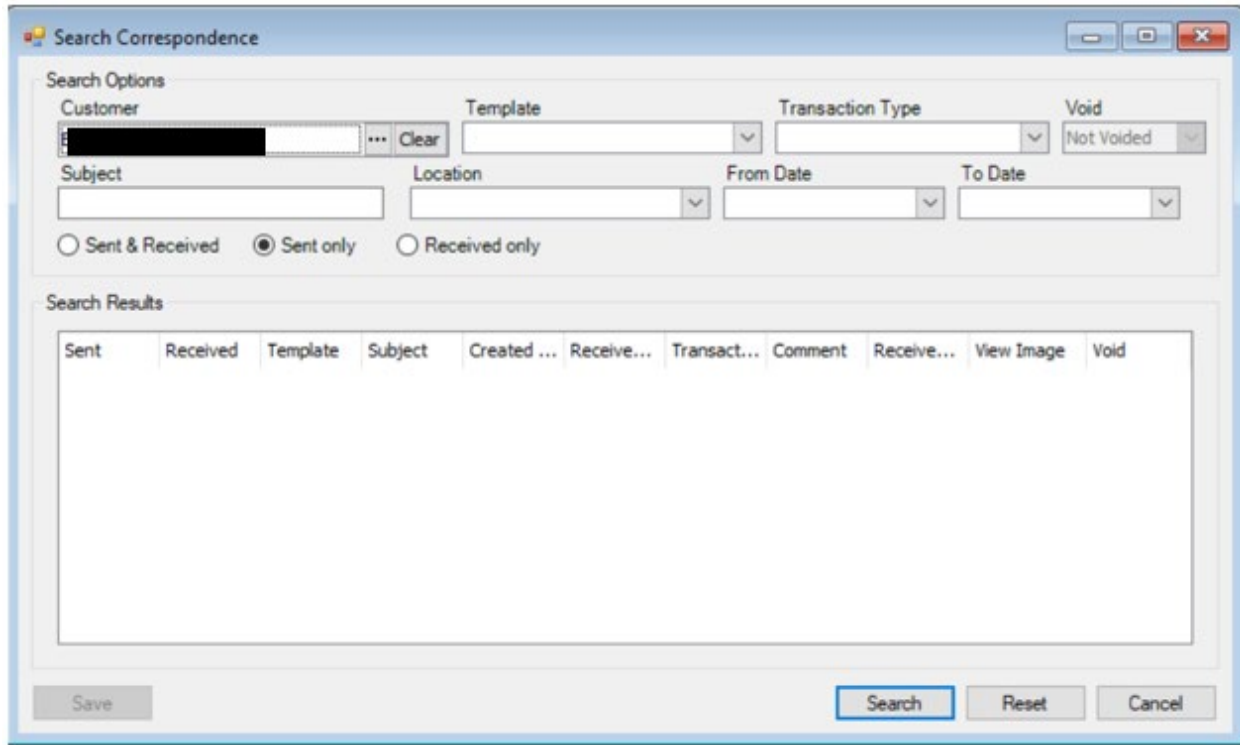 Search Correspondence
Search Options
Customer Template Transaction Type Void
... Clear Not Voided
Subject Location From Date To Date
Sent & Received Sent only Received only
Search Results
Sent Received Template Subject Created ... Receive... Transact... Comment Receive... View Image Void
Save Search Reset Cancel